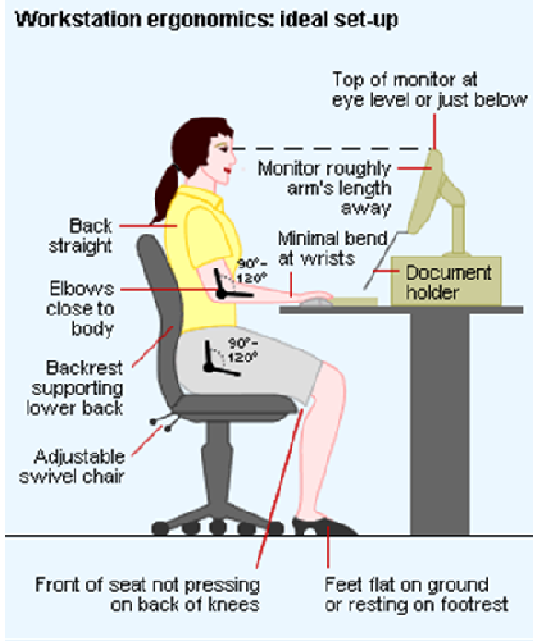 Workstation ergonomics: ideal set-up
Top of monitor at
eye level or just below
Monitor roughly
arm's length
away
Back
straight
Minimal bend
at wrists
90°-
120°
Elbows
close to
body
Document
holder
90°-
120°
Backrest
supporting
lower back
Adjustable
swivel chair
Front of seat not pressing
on back of knees
Feet flat on ground
or resting on footrest